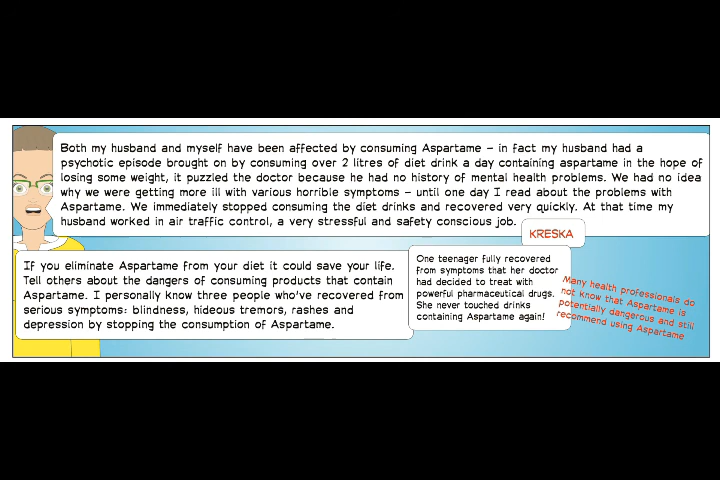 Both my husband and myself have been affected by consuming Aspartame – in fact my husband had a
psychotic episode brought on by consuming over 2 litres of diet drink a day containing aspartame in the hope of
losing some weight, it puzzled the doctor because he had no history of mental health problems. We had no idea
why we were getting more ill with various horrible symptoms – until one day I read about the problems with
Aspartame. We immediately stopped consuming the diet drinks and recovered very quickly. At that time my
husband worked in air traffic control, a very stressful and safety conscious job.
KRESKA
If you eliminate Aspartame from your diet it could save your life.
Tell others about the dangers of consuming products that contain
Aspartame. I personally know three people who've recovered from
serious symptoms: blindness, hideous tremors, rashes and
depression by stopping the consumption of Aspartame.
One teenager fully recovered
from symptoms that her doctor
had decided to treat with
powerful pharmaceutical drugs.
She never touched drinks
containing Aspartame again!
Many health professionals do
not know that Aspartame is
potentially dangerous and still
recommend using Aspartame